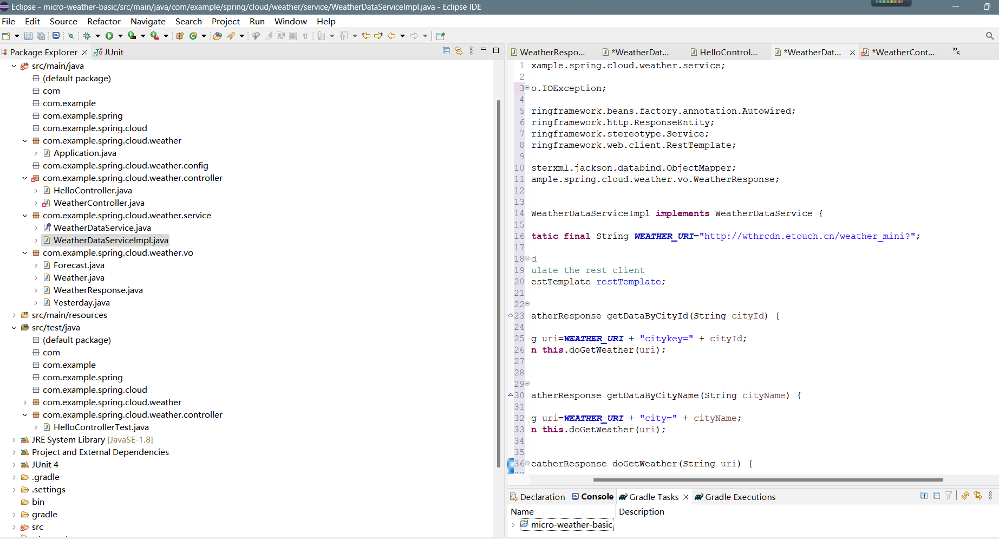 Eclipse - micro-weather-basic/src/main/java/com/example/spring/cloud/weather/service/WeatherDataServiceImpl.java - Eclipse IDE
File Edit Source Refactor Navigate Search Project Run Window Help
Package Explorer JUnit
src/main/java
(default package)
com
com.example
com.example.spring
com.example.spring.cloud
com.example.spring.cloud.weather
Application.java
com.example.spring.cloud.weather.config
com.example.spring.cloud.weather.controller
HelloController.java
WeatherController.java
com.example.spring.cloud.weather.service
WeatherDataService.java
WeatherDataServiceImpl.java
com.example.spring.cloud.weather.vo
Forecast.java
Weather.java
WeatherResponse.java
Yesterday.java
src/main/resources
src/test/java
(default package)
com
com.example
com.example.spring
com.example.spring.cloud
com.example.spring.cloud.weather
com.example.spring.cloud.weather.controller
HelloControllerTest.java
JRE System Library [JavaSE-1.8]
Project and External Dependencies
JUnit 4
.gradle
.settings
bin
gradle
src
WeatherRespo... *WeatherDat... HelloControl... *WeatherDat... *WeatherCont... »5
1 xample.spring.cloud.weather.service;
2
3 o.IOException;
4
5 ringframework.beans.factory.annotation.Autowired;
6 ringframework.http.ResponseEntity;
7 ringframework.stereotype.Service;
8 ringframework.web.client.RestTemplate;
9
10 sterxml.jackson.databind.ObjectMapper;
11 ample.spring.cloud.weather.vo.WeatherResponse;
12
13
14 WeatherDataServiceImpl implements WeatherDataService {
15
16 tatic final String WEATHER_URI="http://wthrcdn.etouch.cn/weather_mini?";
17
18 d
19 ulate the rest client
20 estTemplate restTemplate;
21
22
23 atherResponse getDataByCityId(String cityId) {
24
25 g uri=WEATHER_URI + "citykey=" + cityId;
26 n this.doGetWeather(uri);
27
28
29
30 atherResponse getDataByCityName(String cityName) {
31
32 g uri=WEATHER_URI + "city=" + cityName;
33 n this.doGetWeather(uri);
34
35
36 eatherResponse doGetWeather(String uri) {
Declaration Console Gradle Tasks Gradle Executions
Name Description
micro-weather-basic